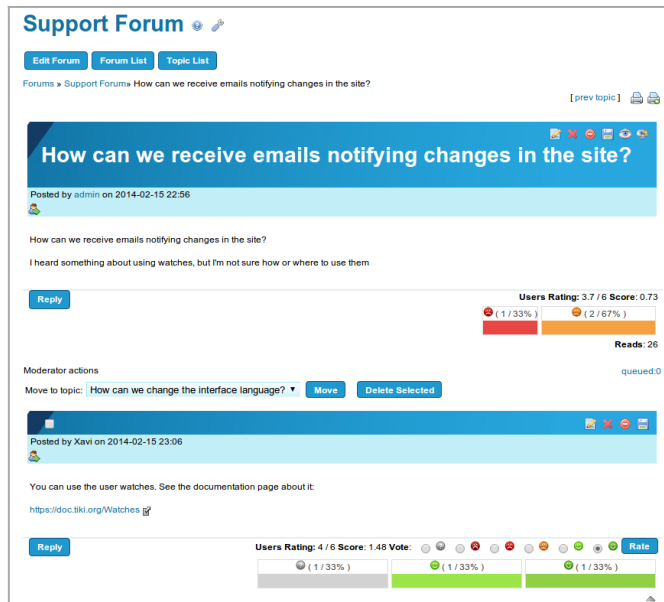 Support Forum
Edit Forum Forum List Topic List
Forums » Support Forum» How can we receive emails notifying changes in the site?
[ prev topic ]
How can we receive emails notifying changes in the site?
Posted by admin on 2014-02-15 22:56
How can we receive emails notifying changes in the site?
I heard something about using watches, but I'm not sure how or where to use them
Reply
Users Rating: 3.7 / 6 Score: 0.73
( 1 / 33% ) ( 2 / 67% )
Reads: 26
Moderator actions
queued:0
Move to topic: How can we change the interface language? Move Delete Selected
Posted by Xavi on 2014-02-15 23:06
You can use the user watches. See the documentation page about it:
https://doc.tiki.org/Watches
Reply
Users Rating: 4 / 6 Score: 1.48 Vote: Rate
( 1 / 33% ) ( 1 / 33% ) ( 1 / 33% )